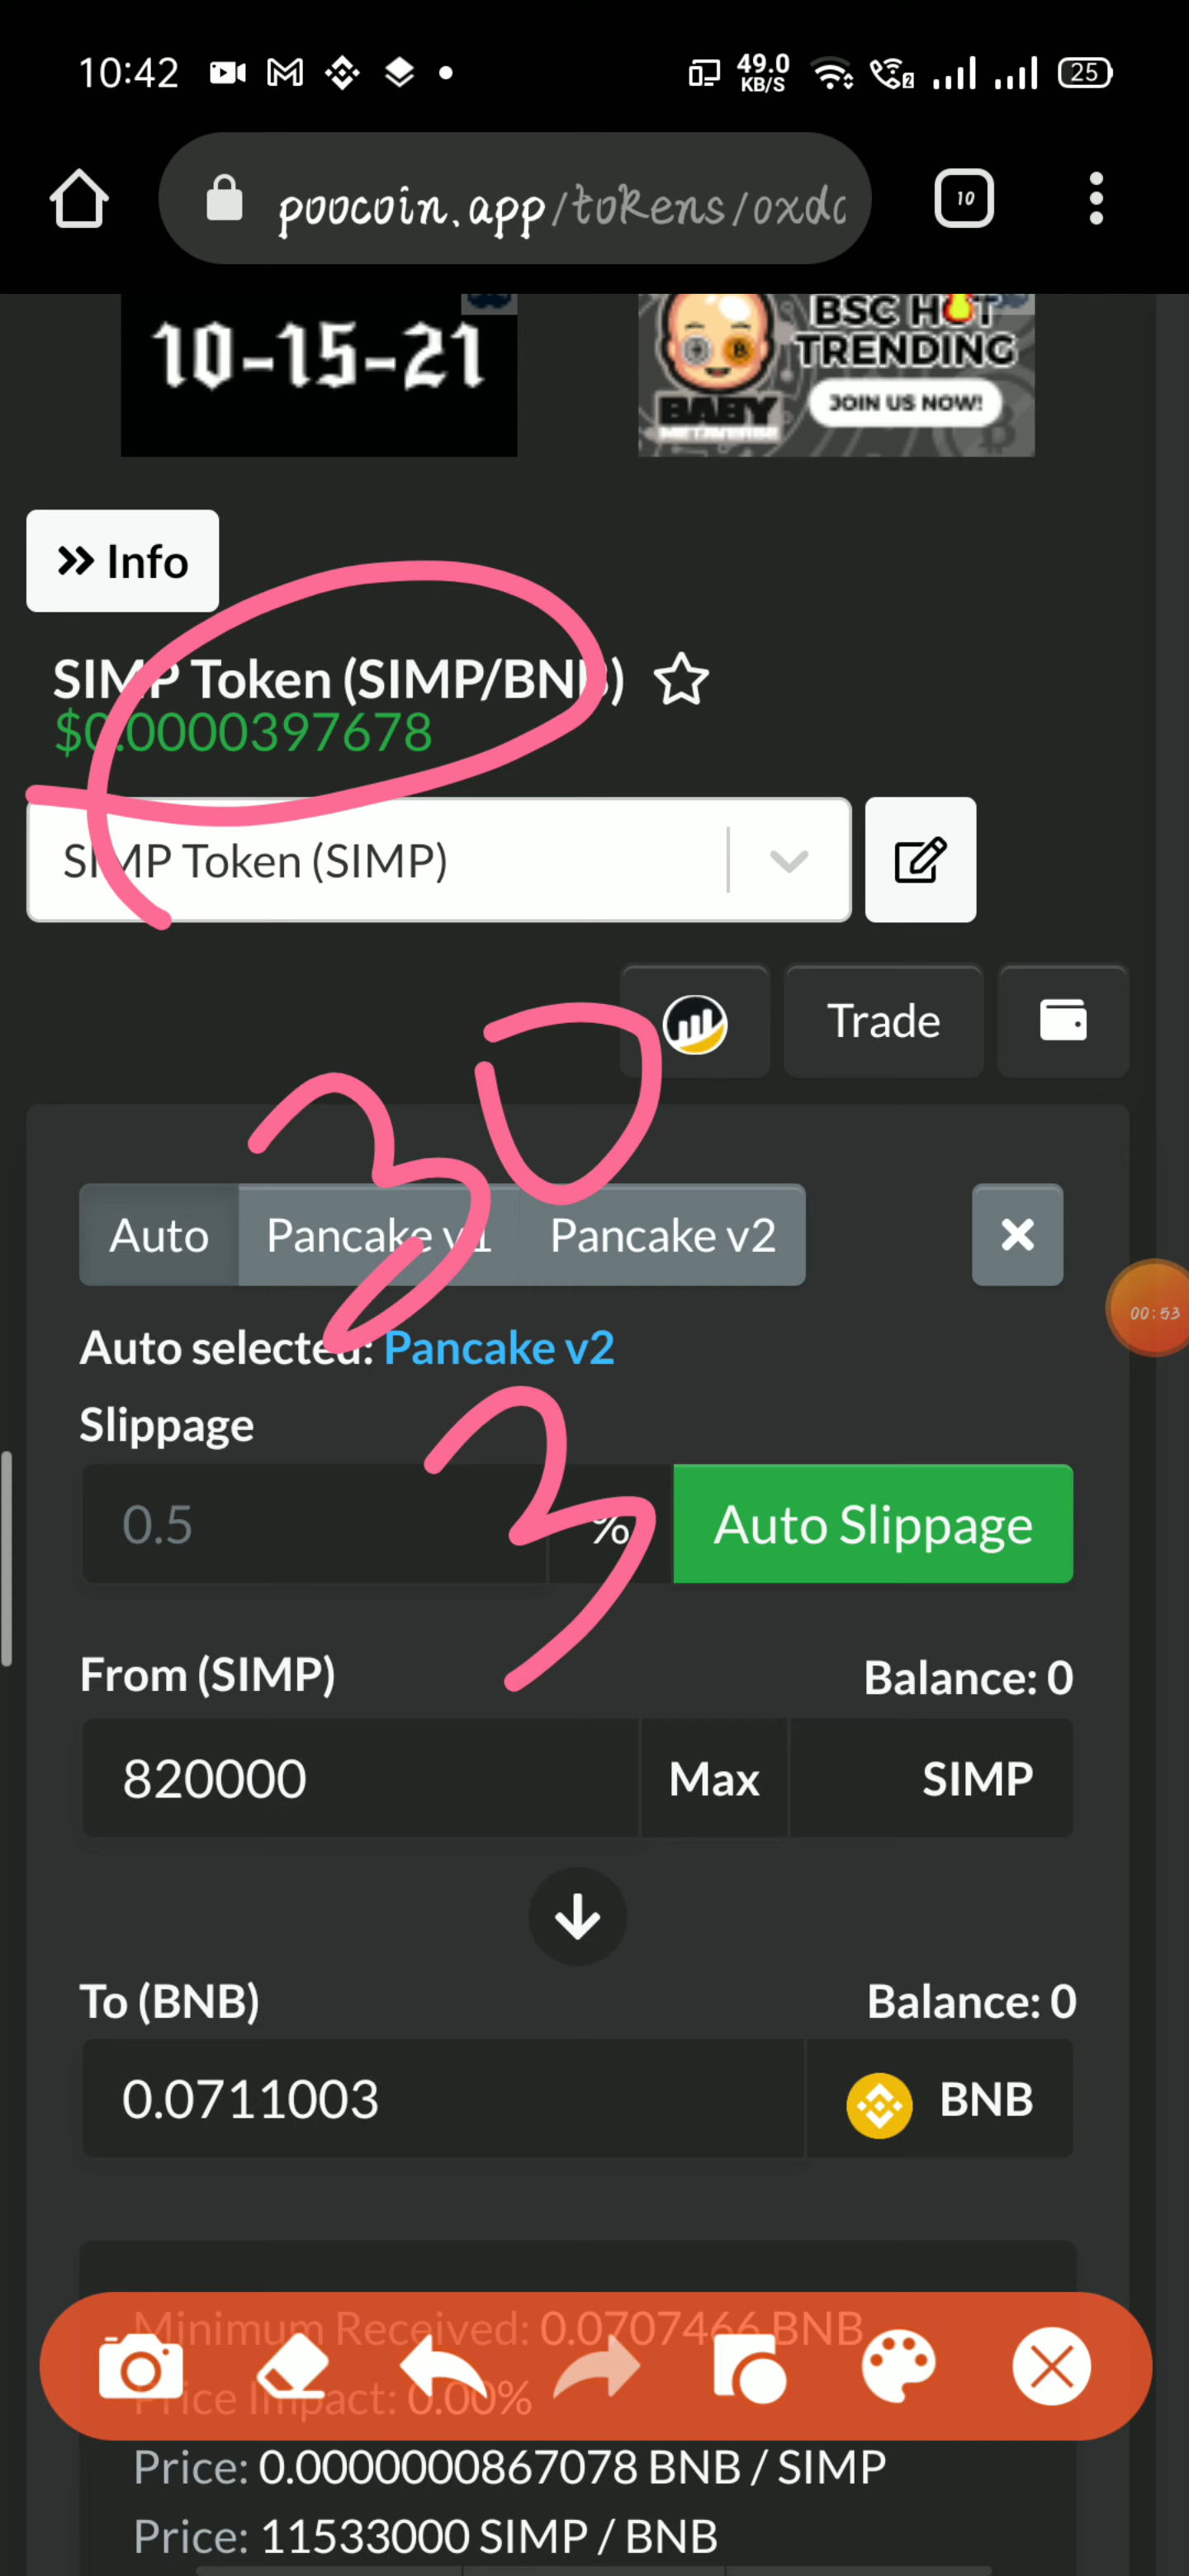 10:42 49.0 KB/S 2 25
poocoin.app/tokens/0xdc 10
10-15-21
BSC HOT
TRENDING
JOIN US NOW!
BABY
METAVERSE
>> Info
SIMP Token (SIMP/BNB)
$0.0000397678
SIMP Token (SIMP)
Trade
30
Auto Pancake v1 Pancake v2
00:53
Auto selected: Pancake v2
Slippage
3
0.5 % Auto Slippage
From (SIMP) Balance: 0
820000 Max SIMP
To (BNB) Balance: 0
0.0711003 BNB
Minimum Received: 0.0707466 BNB
Price Impact: 0.00%
Price: 0.0000000867078 BNB / SIMP
Price: 11533000 SIMP / BNB